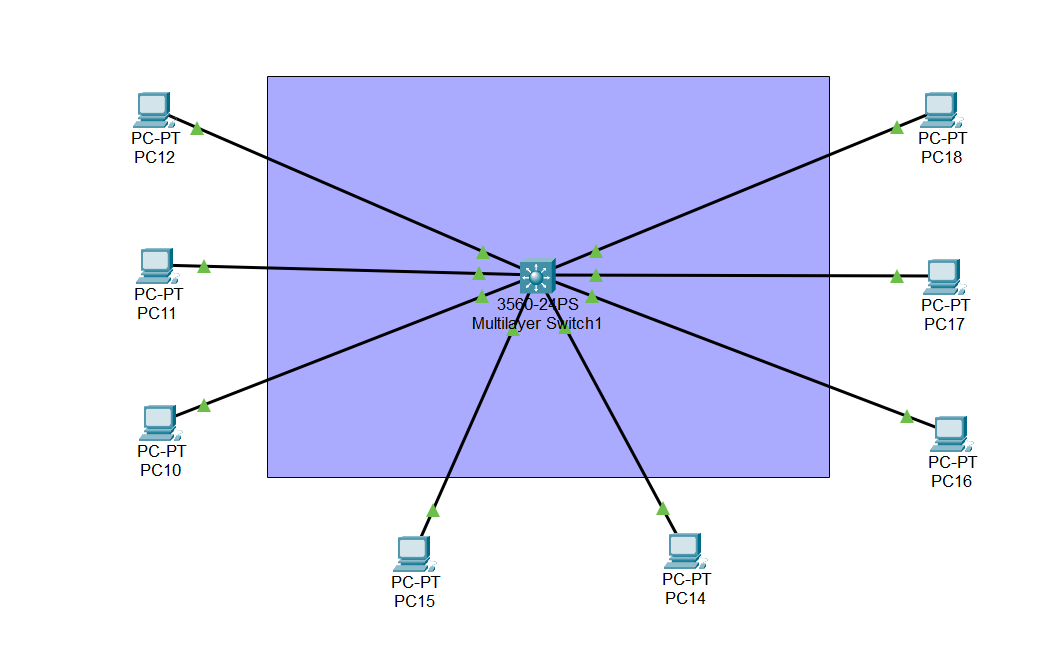 PC-PT
PC12
PC-PT
PC18
PC-PT
PC11
3560-24PS
Multilayer Switch1
PC-PT
PC17
PC-PT
PC10
PC-PT
PC16
PC-PT
PC15
PC-PT
PC14